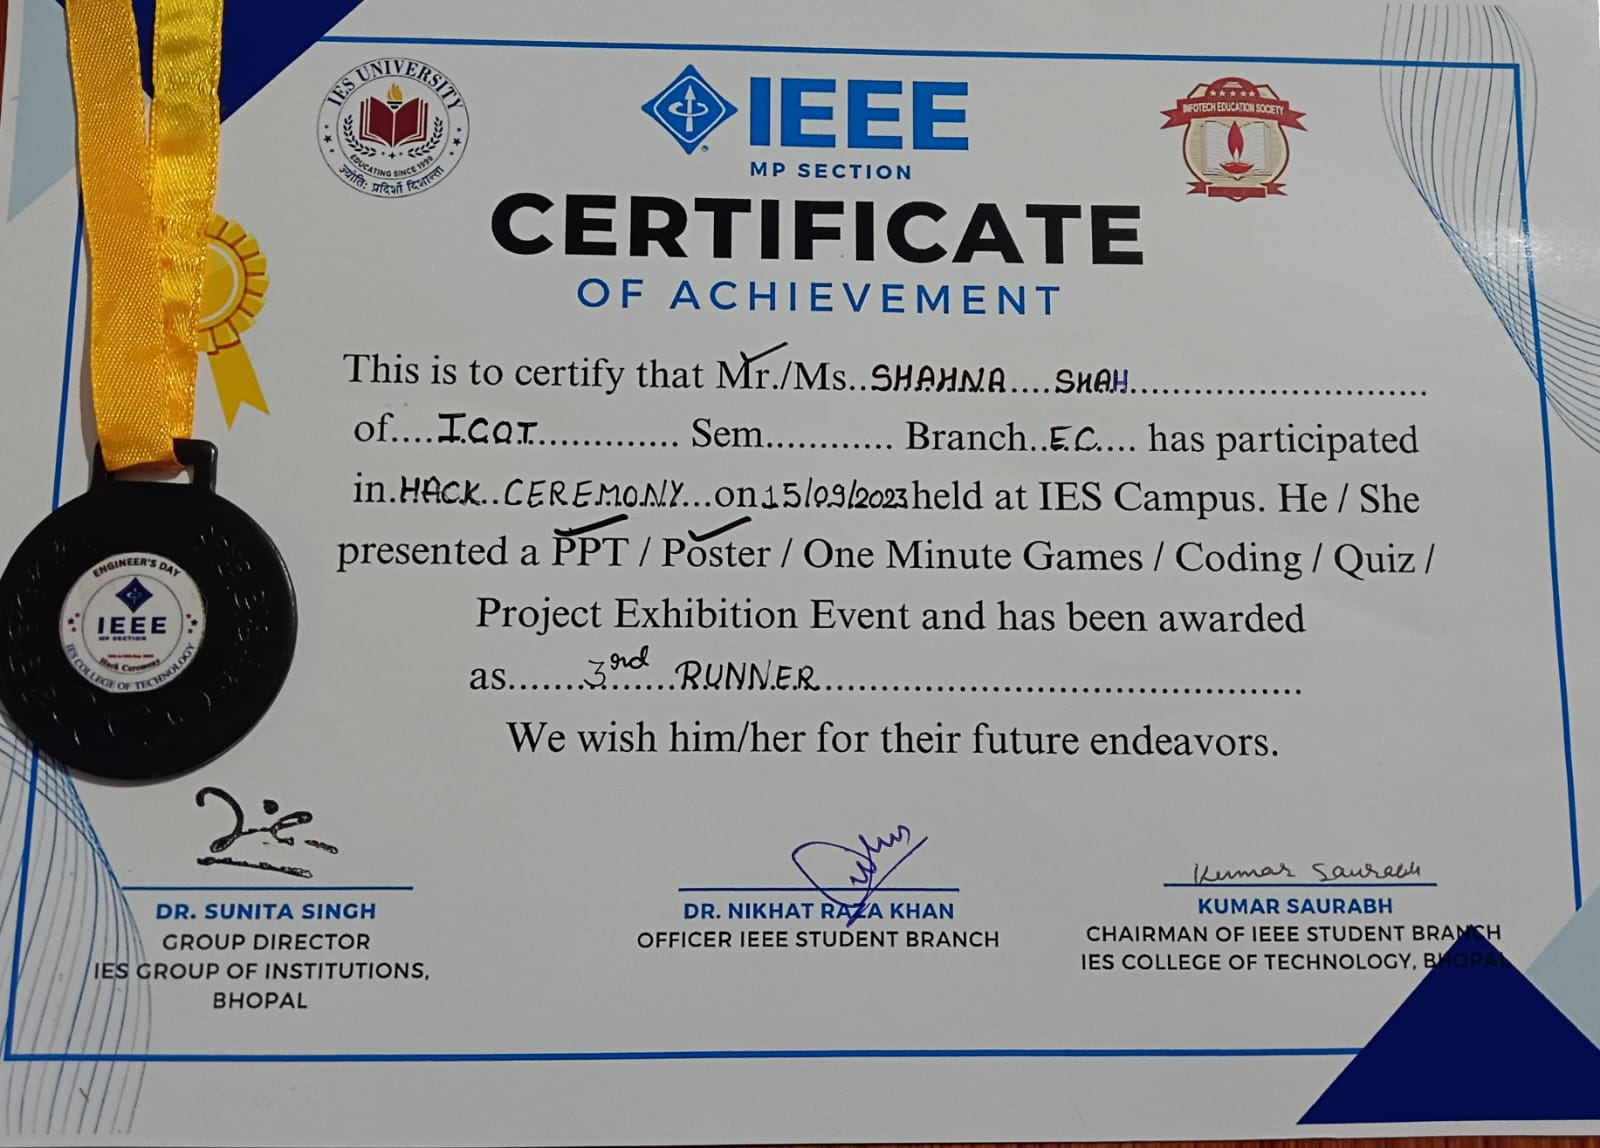 IES UNIVERSITY
EDUCATING SINCE 1999
ज्योतिः प्रदिर्शी दिशान्ता
IEEE
MP SECTION
INFOTECH EDUCATION SOCIETY
CERTIFICATE
OF ACHIEVEMENT
This is to certify that Mr./Ms..SHAHNA....SHAH..............................
of....I.C.O.T.............. Sem............ Branch..E.C.... has participated
in.HACK..CEREMONY...on15/09/2023held at IES Campus. He / She
presented a PPT / Poster / One Minute Games / Coding / Quiz /
Project Exhibition Event and has been awarded
as.......3rd......RUNNER................................................
We wish him/her for their future endeavors.
ENGINEER'S DAY
IEEE
MP SECTION
Hack Ceremony
IES COLLEGE OF TECHNOLOGY
Kumar Saurabh
DR. SUNITA SINGH
GROUP DIRECTOR
IES GROUP OF INSTITUTIONS,
BHOPAL
DR. NIKHAT RAZA KHAN
OFFICER IEEE STUDENT BRANCH
KUMAR SAURABH
CHAIRMAN OF IEEE STUDENT BRANCH
IES COLLEGE OF TECHNOLOGY, BHOPAL